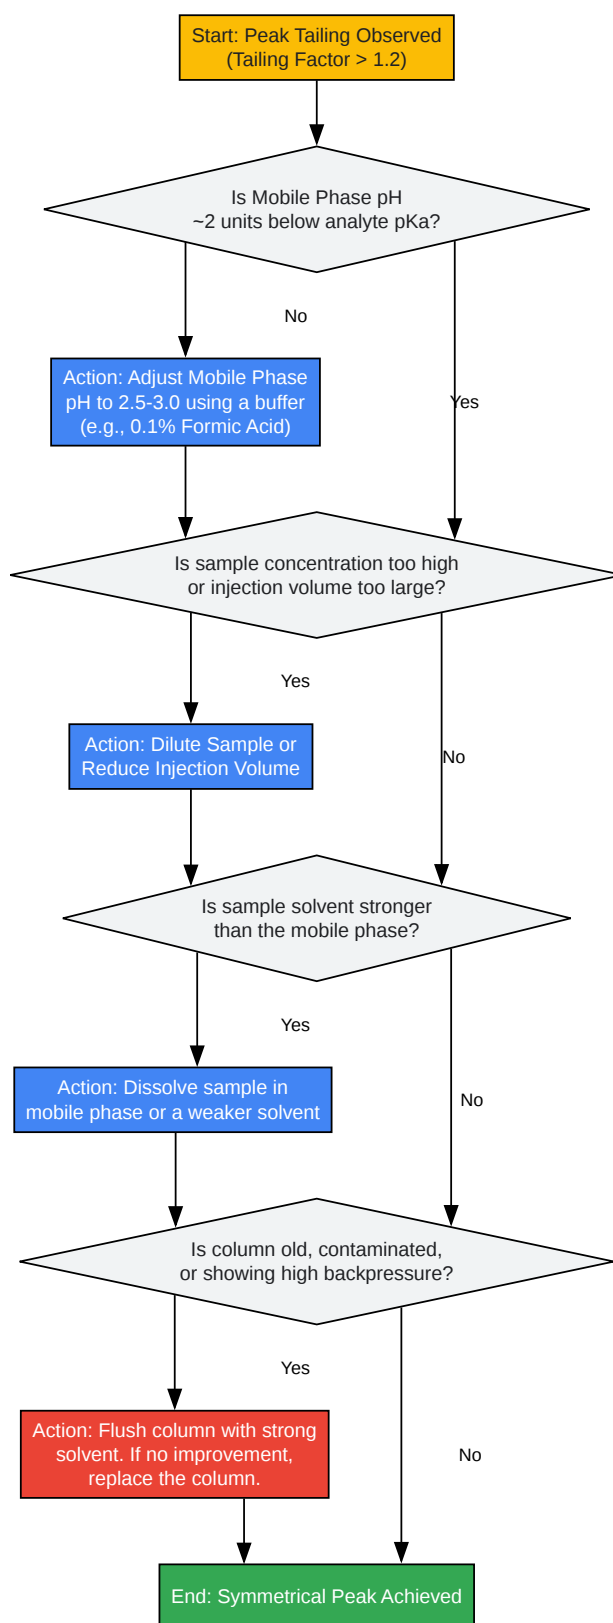 Start: Peak Tailing Observed
(Tailing Factor > 1.2)
Is Mobile Phase pH
~2 units below analyte pKa?
No
Action: Adjust Mobile Phase
pH to 2.5-3.0 using a buffer
(e.g., 0.1% Formic Acid)
Yes
Is sample concentration too high
or injection volume too large?
Yes
Action: Dilute Sample or
Reduce Injection Volume
No
Is sample solvent stronger
than the mobile phase?
Yes
Action: Dissolve sample in
mobile phase or a weaker solvent
No
Is column old, contaminated,
or showing high backpressure?
Yes
Action: Flush column with strong
solvent. If no improvement,
replace the column.
No
End: Symmetrical Peak Achieved